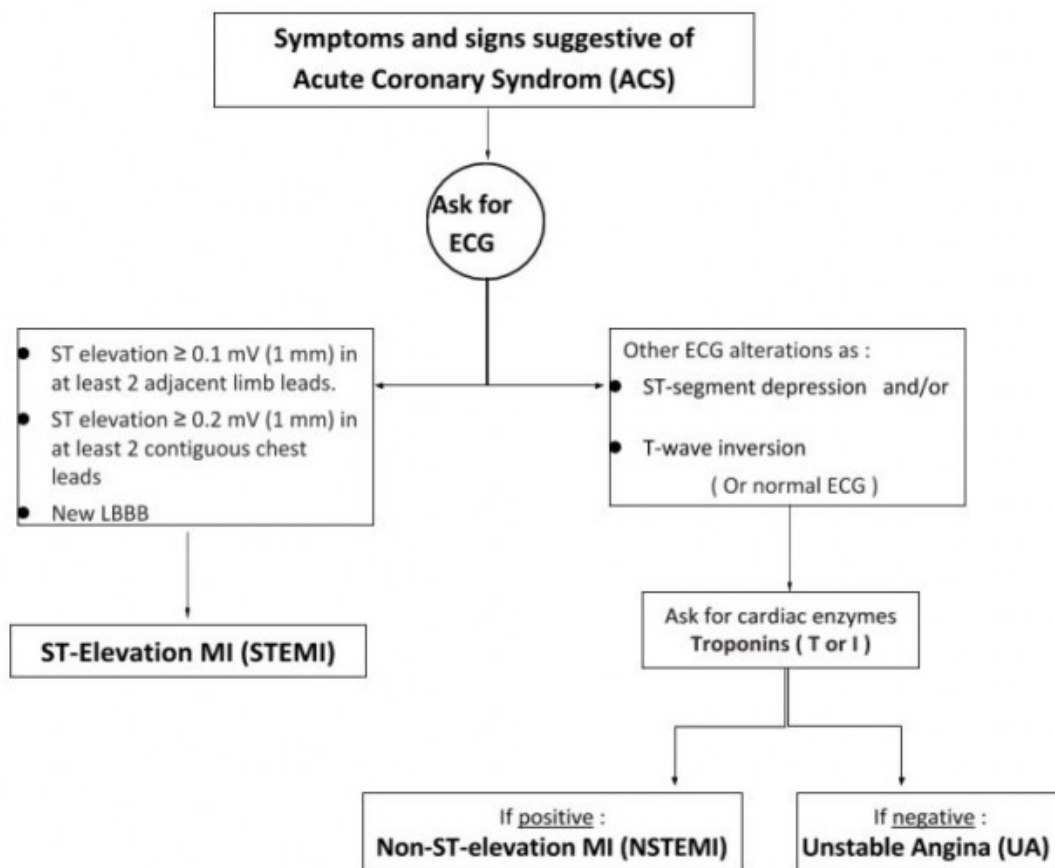 Symptoms and signs suggestive of
Acute Coronary Syndrom (ACS)
Ask for
ECG
● ST elevation ≥ 0.1 mV (1 mm) in
at least 2 adjacent limb leads.
● ST elevation ≥ 0.2 mV (1 mm) in
at least 2 contiguous chest
leads
● New LBBB
ST-Elevation MI (STEMI)
Other ECG alterations as :
● ST-segment depression and/or
● T-wave inversion
( Or normal ECG )
Ask for cardiac enzymes
Troponins ( T or I )
If positive :
Non-ST-elevation MI (NSTEMI)
If negative :
Unstable Angina (UA)